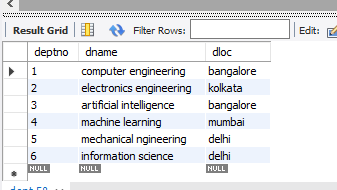 Result Grid Filter Rows: Edit:
deptno dname dloc
1 computer engineering bangalore
2 electronics engineering kolkata
3 artificial intelligence bangalore
4 machine learning mumbai
5 mechanical ngineering delhi
6 information science delhi
NULL NULL NULL